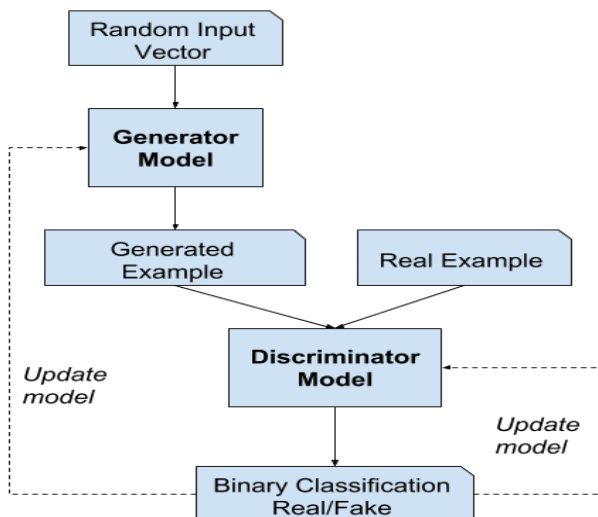 Random Input
Vector
Generator
Model
Generated
Example
Real Example
Discriminator
Model
Update
model
Update
model
Binary Classification
Real/Fake